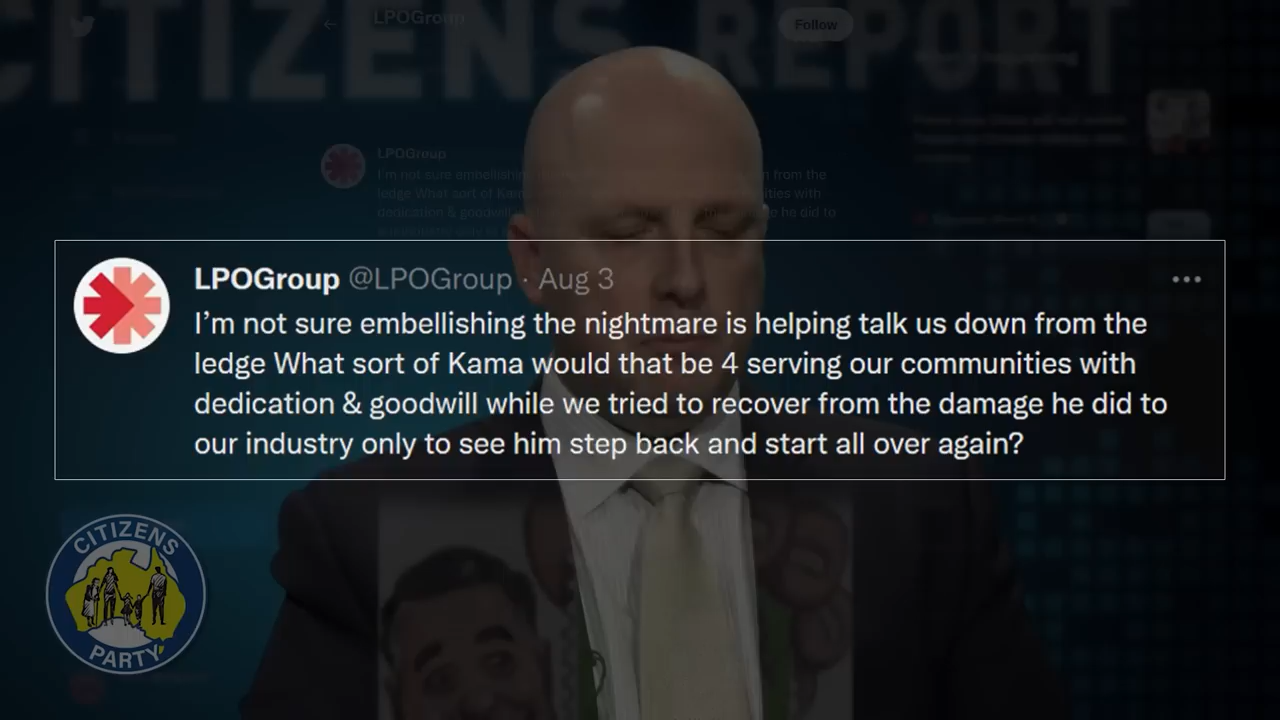 CITIZENS REPORT
LPOGroup
Follow
LPOGroup
LPOGroup @LPOGroup · Aug 3
I'm not sure embellishing the nightmare is helping talk us down from the
ledge What sort of Kama would that be 4 serving our communities with
dedication & goodwill while we tried to recover from the damage he did to
our industry only to see him step back and start all over again?
CITIZENS
PARTY